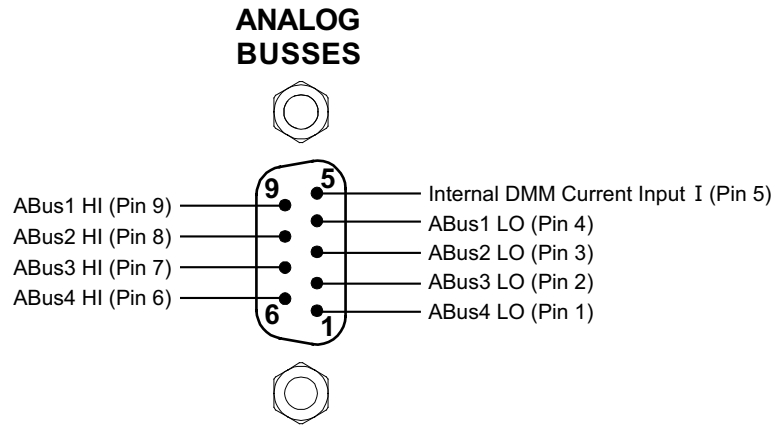 ANALOG
BUSSES
9
5
ABus1 HI (Pin 9)
ABus2 HI (Pin 8)
ABus3 HI (Pin 7)
ABus4 HI (Pin 6)
Internal DMM Current Input I (Pin 5)
ABus1 LO (Pin 4)
ABus2 LO (Pin 3)
ABus3 LO (Pin 2)
ABus4 LO (Pin 1)
6
1